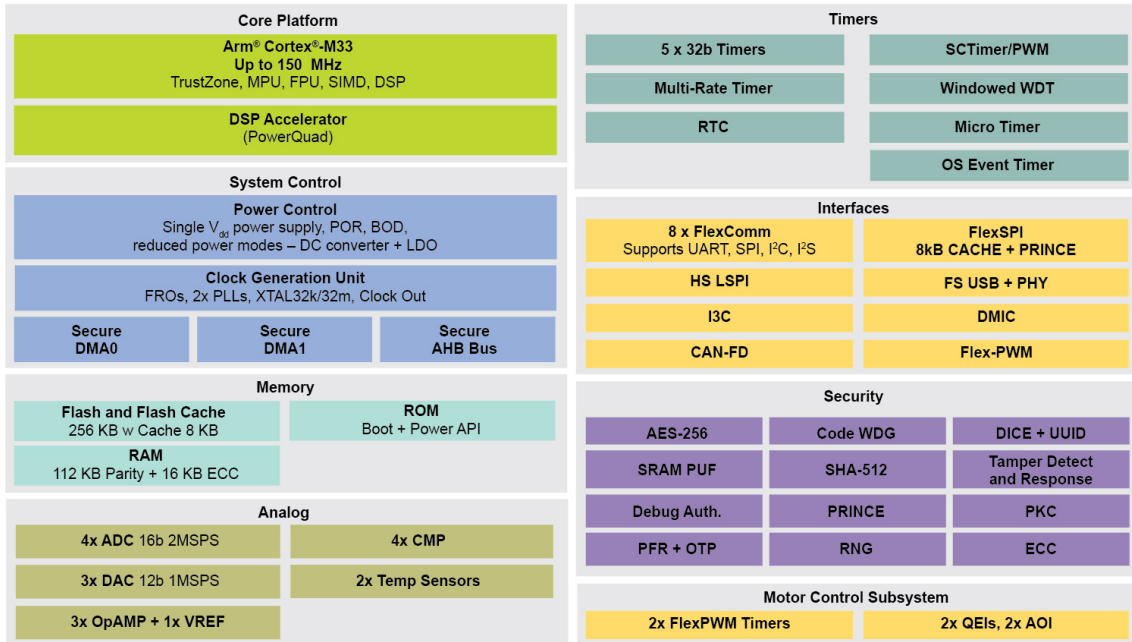 Core Platform
Arm® Cortex®-M33
Up to 150 MHz
TrustZone, MPU, FPU, SIMD, DSP
DSP Accelerator
(PowerQuad)
System Control
Power Control
Single Vdd power supply, POR, BOD,
reduced power modes – DC converter + LDO
Clock Generation Unit
FROs, 2x PLLs, XTAL32k/32m, Clock Out
Secure
DMA0
Secure
DMA1
Secure
AHB Bus
Memory
Flash and Flash Cache
256 KB w Cache 8 KB
ROM
Boot + Power API
RAM
112 KB Parity + 16 KB ECC
Analog
4x ADC 16b 2MSPS
4x CMP
3x DAC 12b 1MSPS
2x Temp Sensors
3x OpAMP + 1x VREF
Timers
5 x 32b Timers
SCTimer/PWM
Multi-Rate Timer
Windowed WDT
RTC
Micro Timer
OS Event Timer
Interfaces
8 x FlexComm
Supports UART, SPI, I²C, I²S
FlexSPI
8kB CACHE + PRINCE
HS LSPI
FS USB + PHY
I3C
DMIC
CAN-FD
Flex-PWM
Security
AES-256
Code WDG
DICE + UUID
SRAM PUF
SHA-512
Tamper Detect
and Response
Debug Auth.
PRINCE
PKC
PFR + OTP
RNG
ECC
Motor Control Subsystem
2x FlexPWM Timers
2x QEIs, 2x AOI